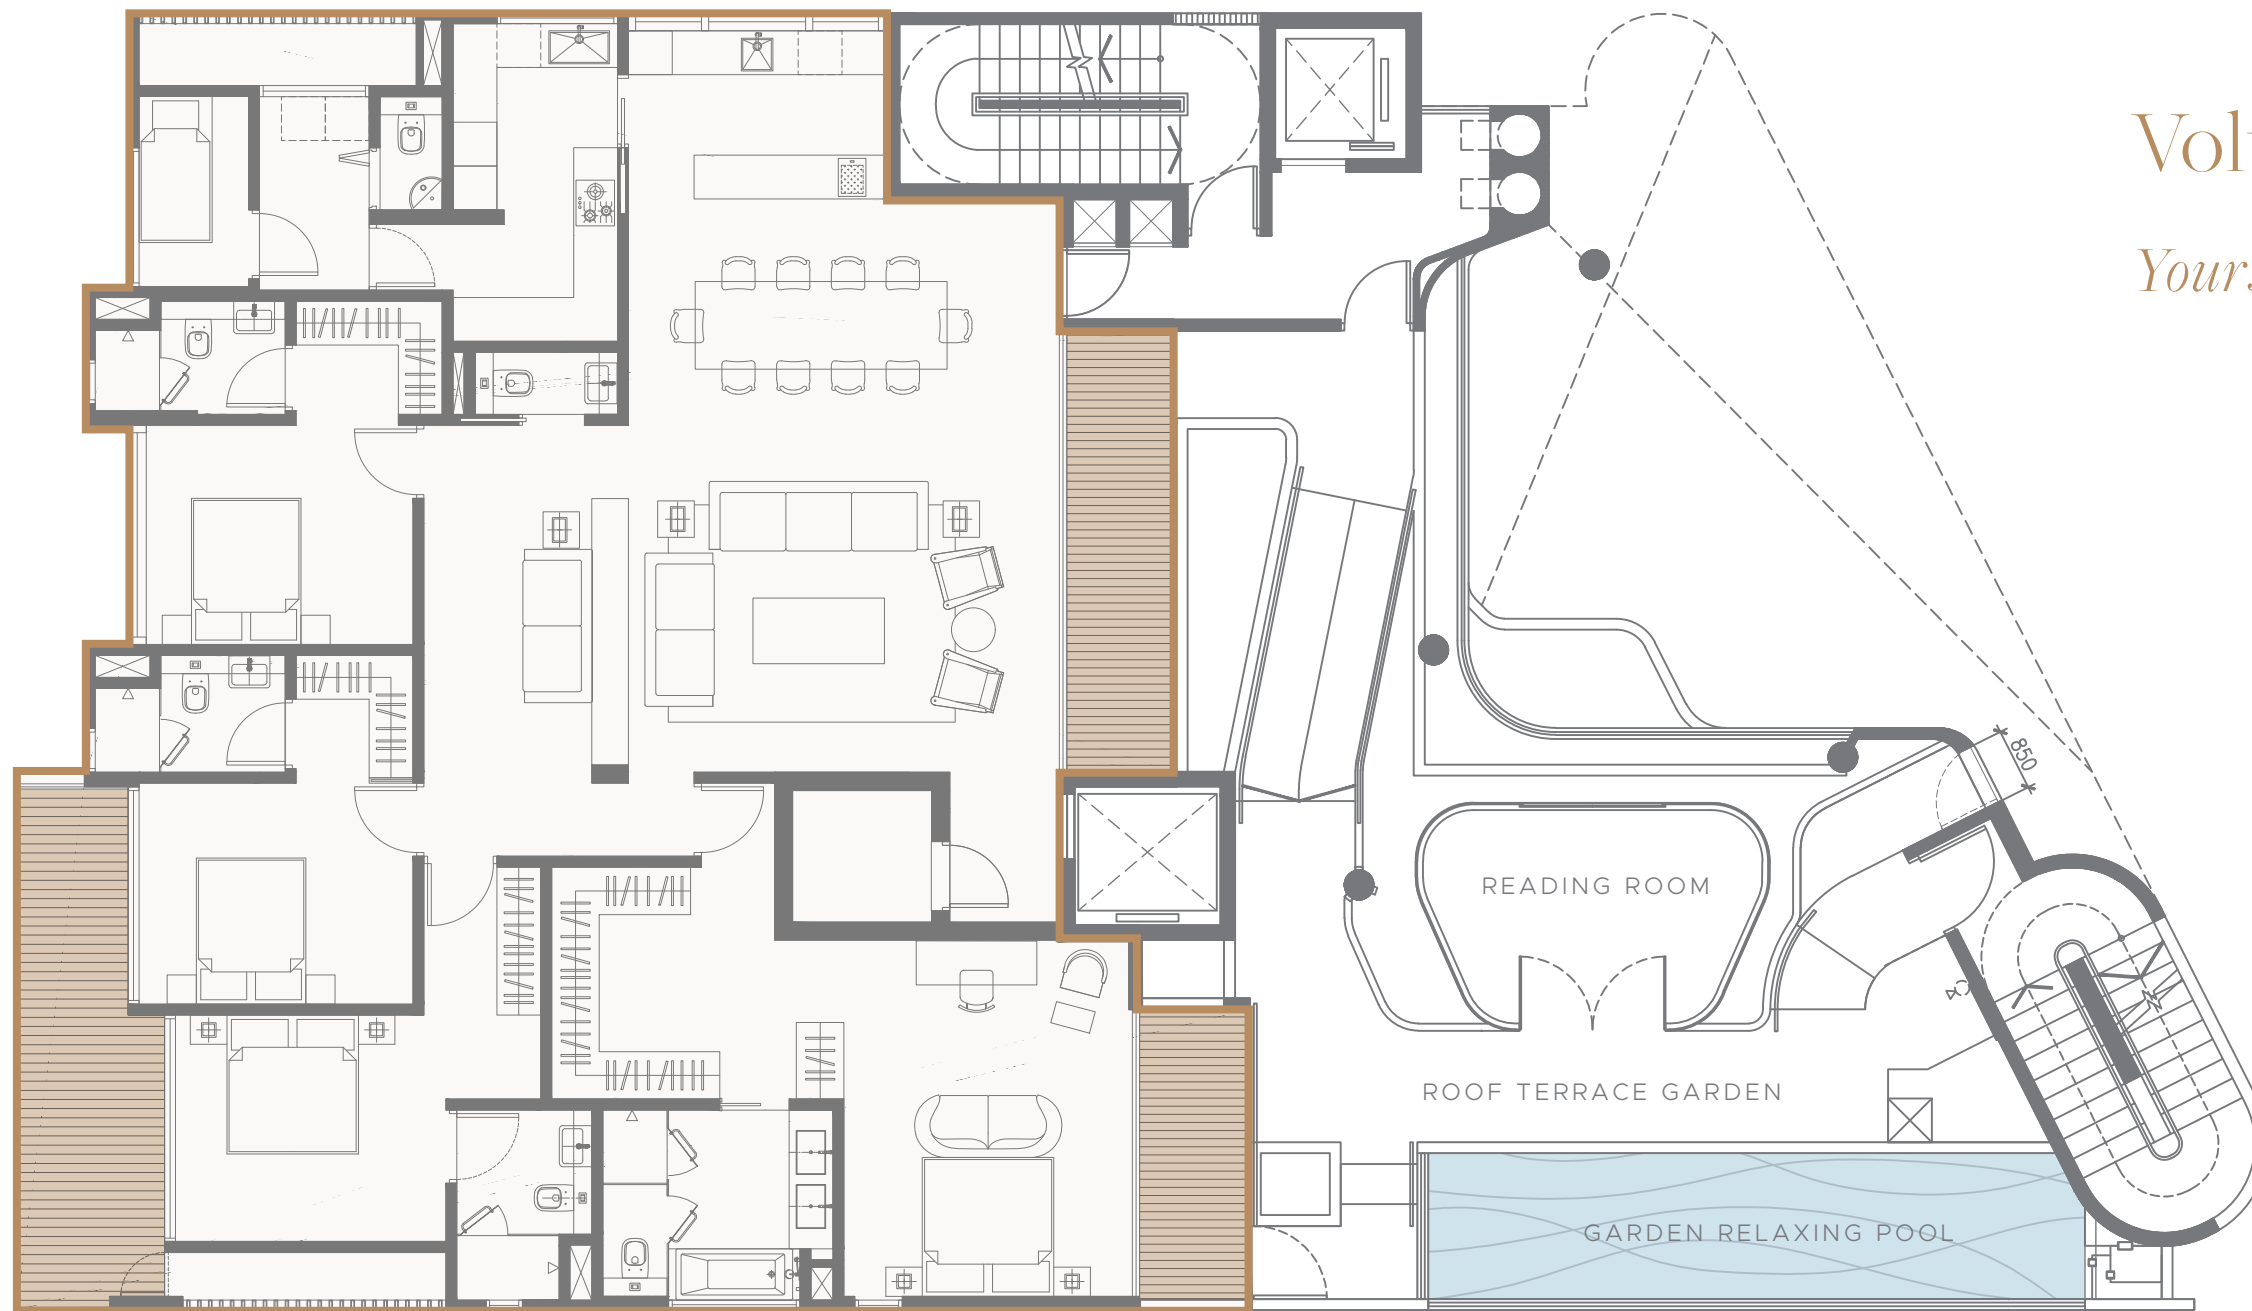 850
READING ROOM
ROOF TERRACE GARDEN
GARDEN RELAXING POOL